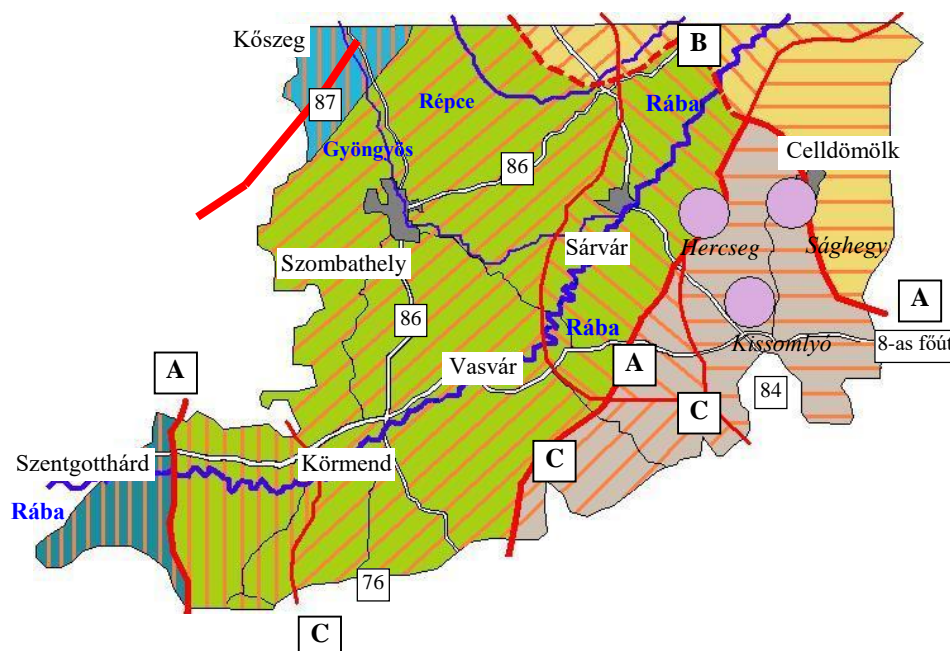 Kőszeg
B
87
Répce
Rába
Gyöngyös
86
Celldömölk
Sárvár
Hercseg
Sághegy
Szombathely
A
86
Rába
Kissomlyó
8-as főút
Vasvár
A
A
84
C
Szentgotthárd
Körmend
C
Rába
76
C